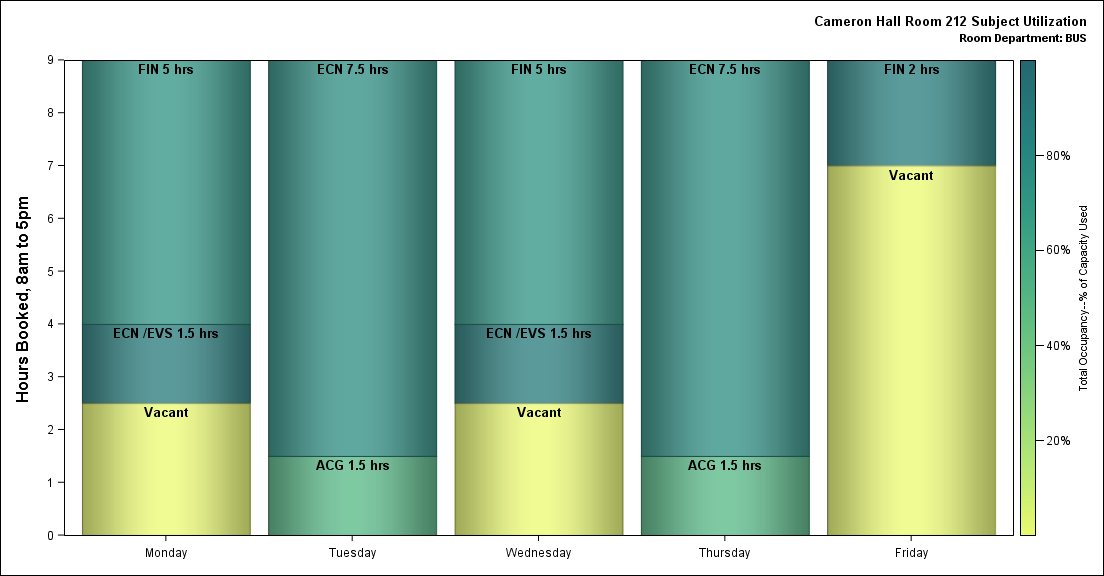 Cameron Hall Room 212 Subject Utilization
Room Department: BUS
Hours Booked, 8am to 5pm
9
8
7
6
5
4
3
2
1
0
FIN 5 hrs
ECN /EVS 1.5 hrs
Vacant
ECN 7.5 hrs
ACG 1.5 hrs
FIN 5 hrs
ECN /EVS 1.5 hrs
Vacant
ECN 7.5 hrs
ACG 1.5 hrs
FIN 2 hrs
Vacant
Monday
Tuesday
Wednesday
Thursday
Friday
80%
60%
40%
20%
Total Occupancy--% of Capacity Used